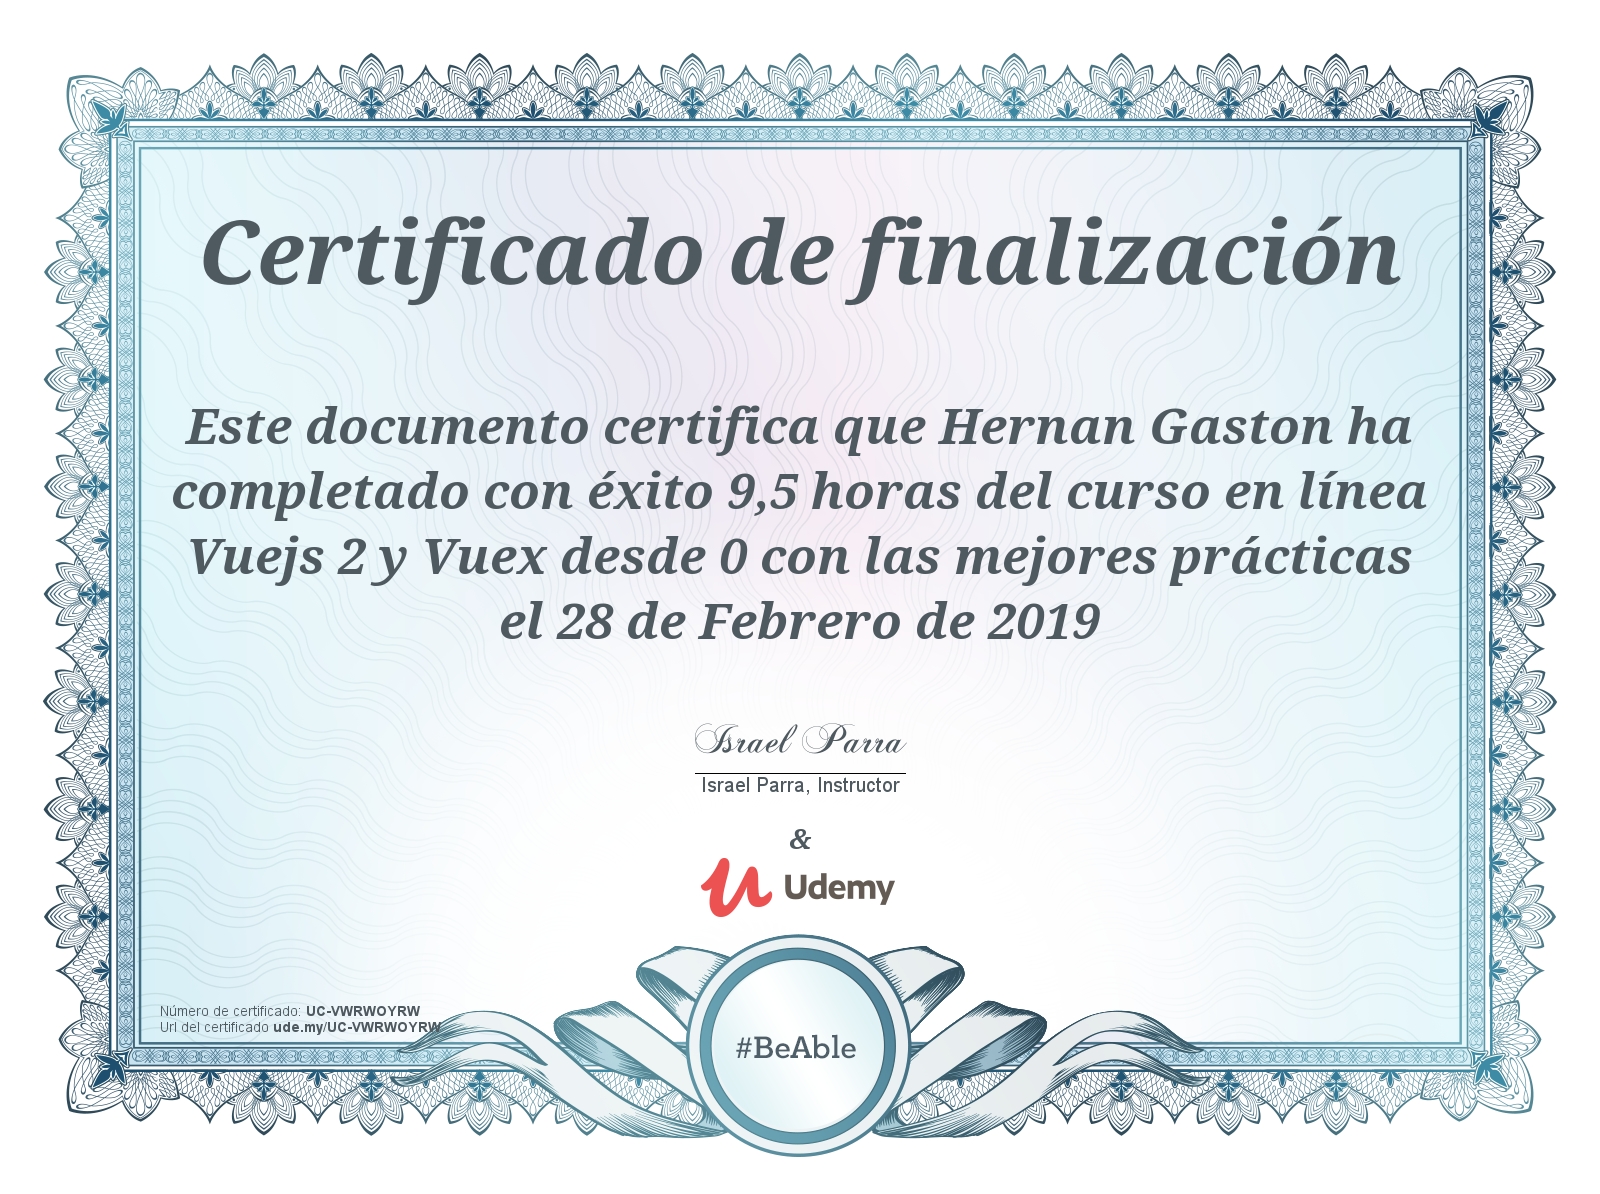 Certificado de finalización
Este documento certifica que Hernan Gaston ha
completado con éxito 9,5 horas del curso en línea
Vuejs 2 y Vuex desde 0 con las mejores prácticas
el 28 de Febrero de 2019
Israel Parra
Israel Parra, Instructor
&
Udemy
Número de certificado: UC-VWRWOYRW
Url del certificado ude.my/UC-VWRWOYRW
#BeAble